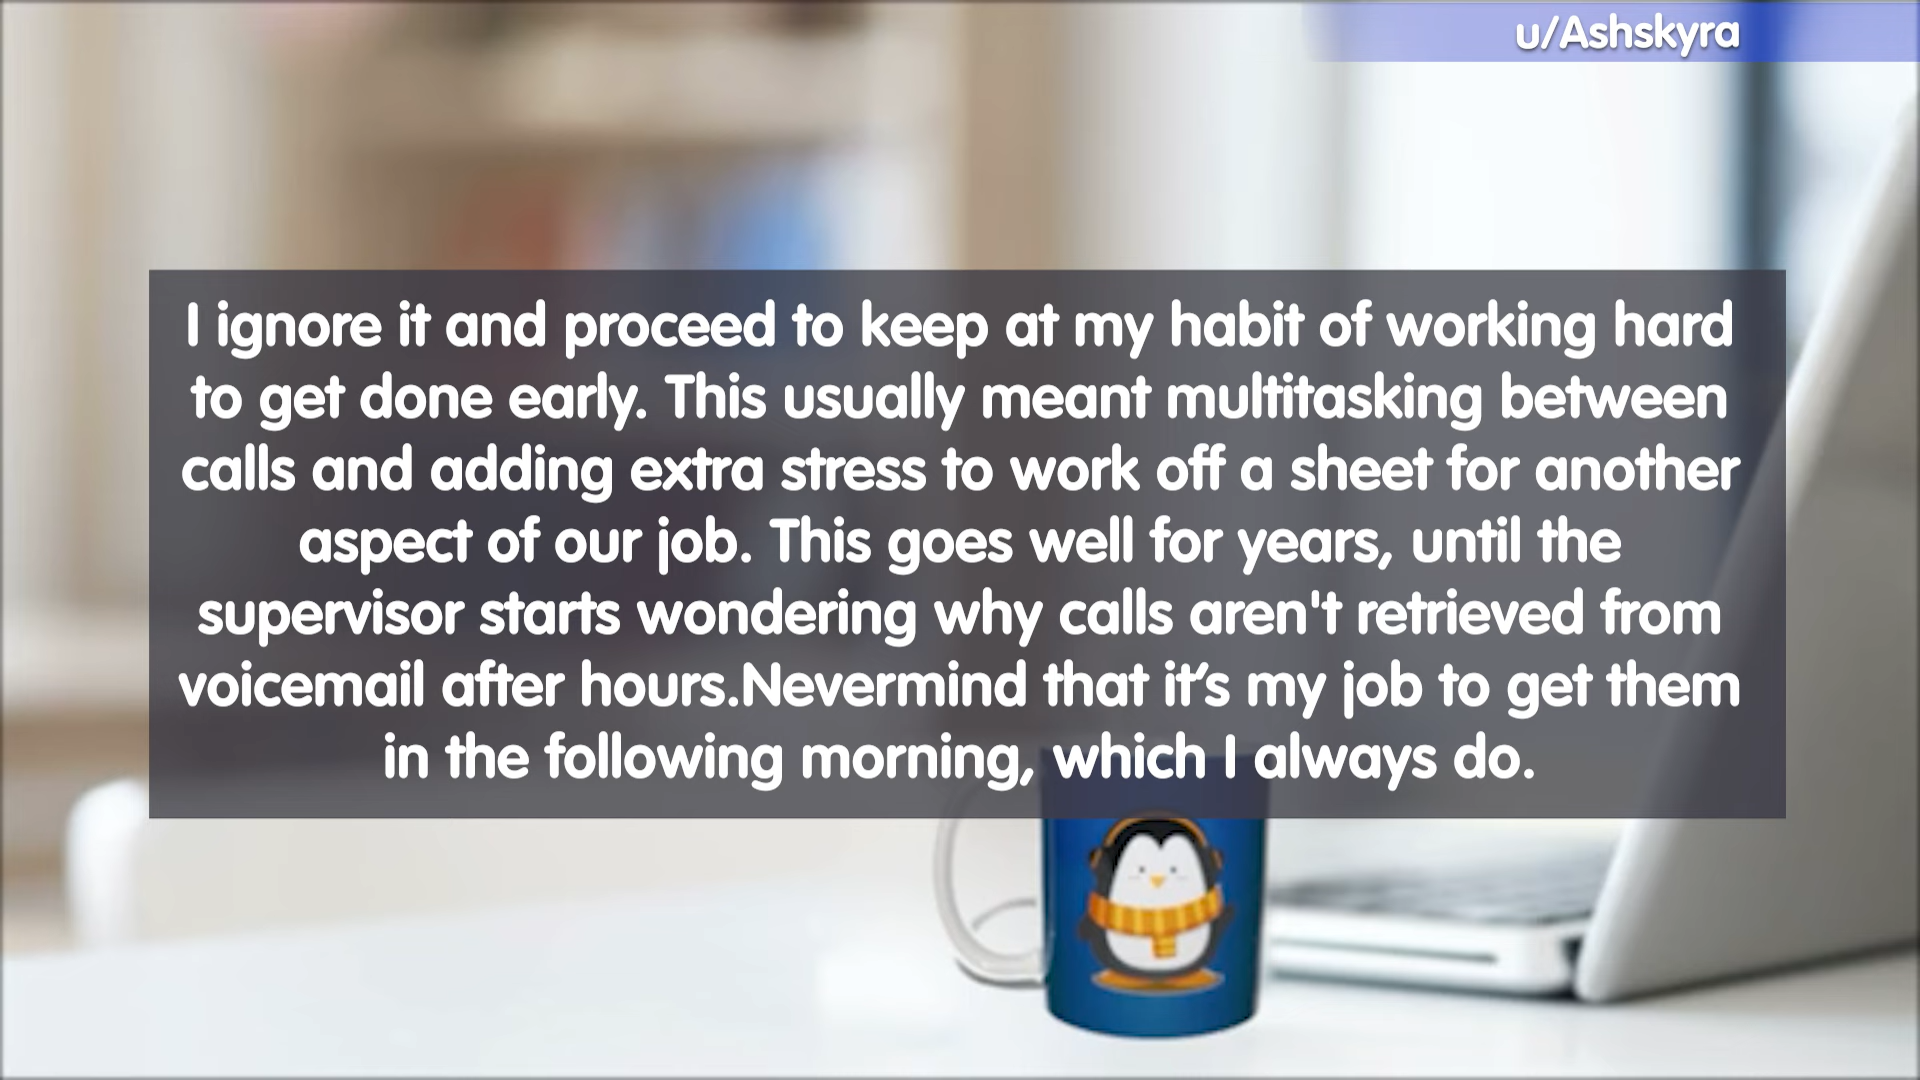 u/Ashskyra
I ignore it and proceed to keep at my habit of working hard
to get done early. This usually meant multitasking between
calls and adding extra stress to work off a sheet for another
aspect of our job. This goes well for years, until the
supervisor starts wondering why calls aren't retrieved from
voicemail after hours.Nevermind that it’s my job to get them
in the following morning, which I always do.